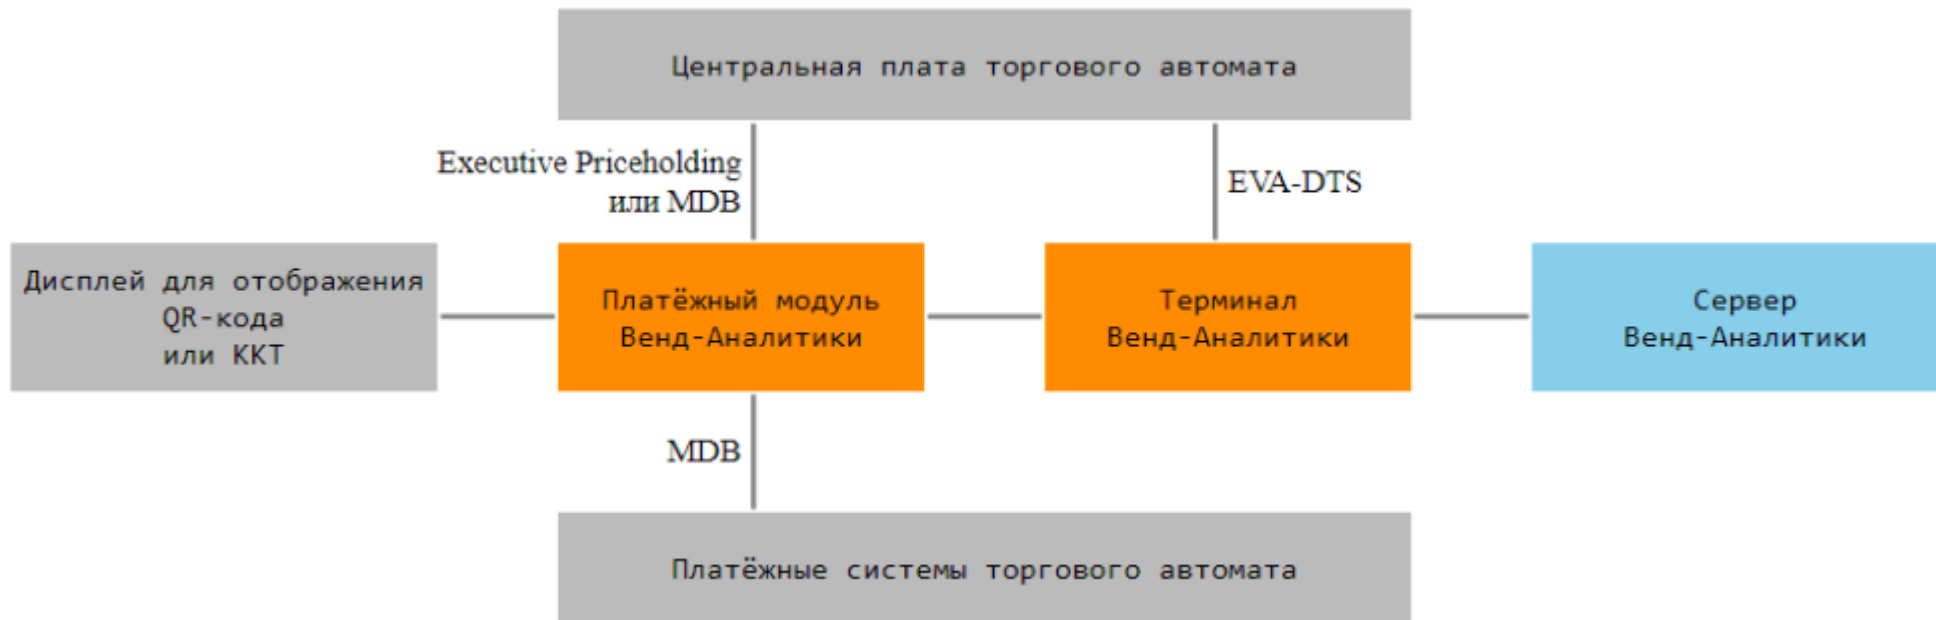 Центральная плата торгового автомата
Executive Priceholding
или MDB
EVA-DTS
Дисплей для отображения
QR-кода
или ККТ
Платёжный модуль
Венд-Аналитики
Терминал
Венд-Аналитики
Сервер
Венд-Аналитики
MDB
Платёжные системы торгового автомата